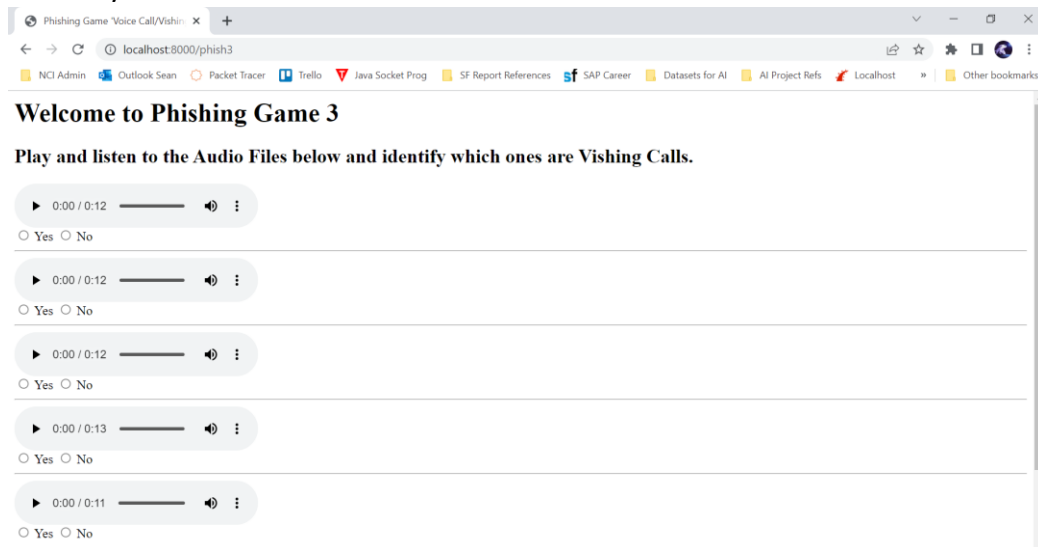 Phishing Game 'Voice Call/Vishin
localhost:8000/phish3
NCI Admin Outlook Sean Packet Tracer Trello Java Socket Prog SF Report References SAP Career Datasets for AI AI Project Refs Localhost » Other bookmarks
Welcome to Phishing Game 3
Play and listen to the Audio Files below and identify which ones are Vishing Calls.
0:00 / 0:12
Yes No
0:00 / 0:12
Yes No
0:00 / 0:12
Yes No
0:00 / 0:13
Yes No
0:00 / 0:11
Yes No